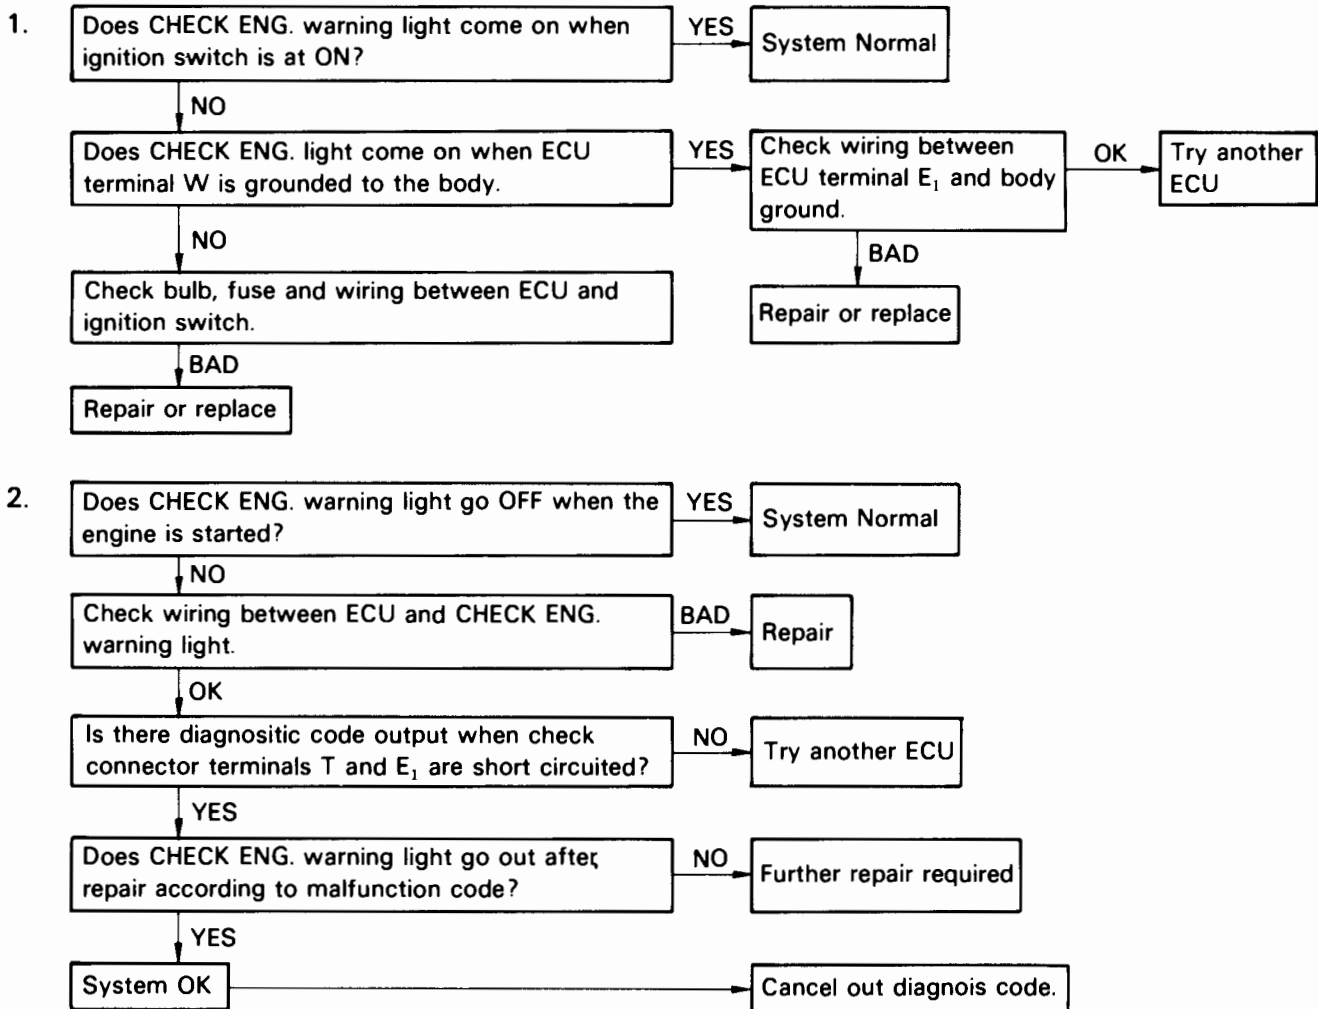 1.
Does CHECK ENG. warning light come on when
ignition switch is at ON?
YES
System Normal
NO
Does CHECK ENG. light come on when ECU
terminal W is grounded to the body.
YES
Check wiring between
ECU terminal E₁ and body
ground.
OK
Try another
ECU
NO
BAD
Check bulb, fuse and wiring between ECU and
ignition switch.
Repair or replace
BAD
Repair or replace
2.
Does CHECK ENG. warning light go OFF when the
engine is started?
YES
System Normal
NO
Check wiring between ECU and CHECK ENG.
warning light.
BAD
Repair
OK
Is there diagnositic code output when check
connector terminals T and E₁ are short circuited?
NO
Try another ECU
YES
Does CHECK ENG. warning light go out after
repair according to malfunction code?
NO
Further repair required
YES
System OK
Cancel out diagnois code.